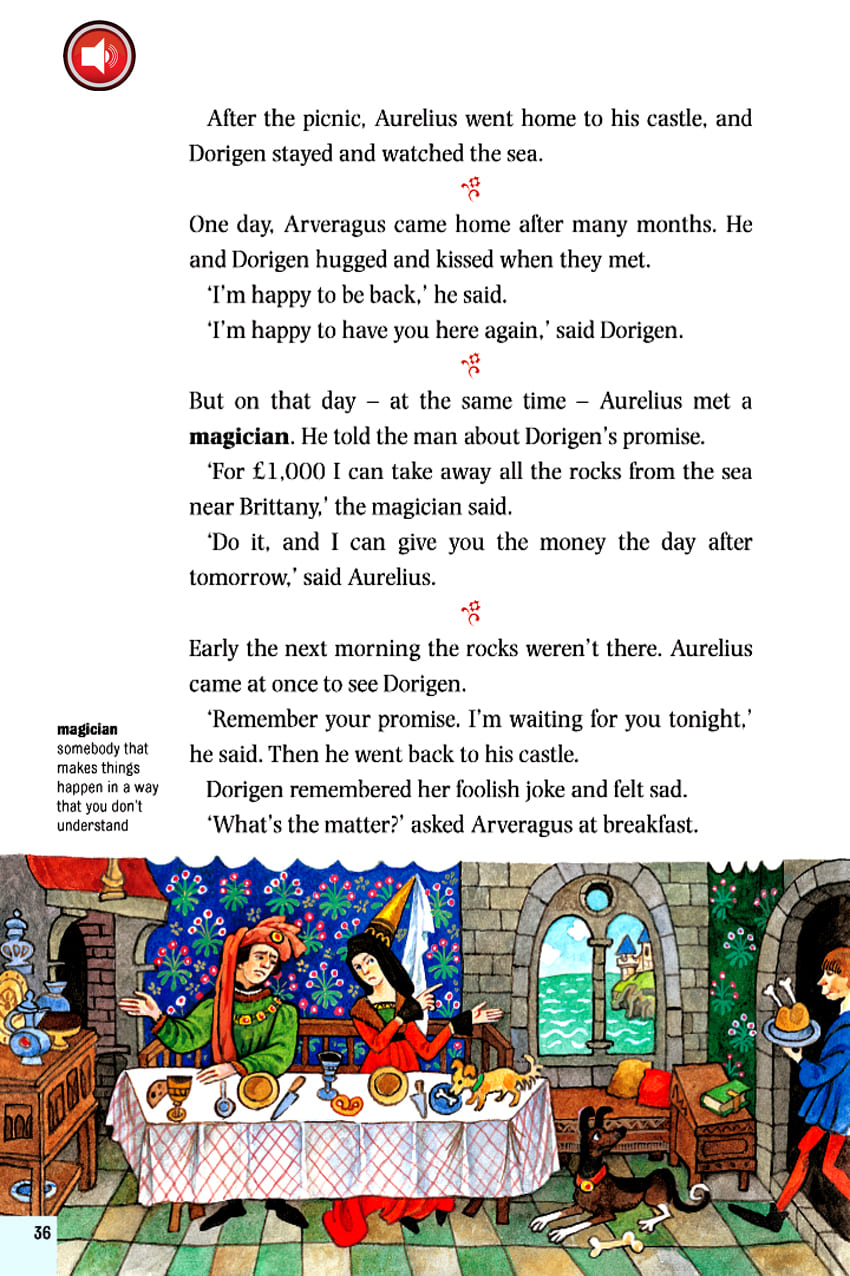 After the picnic, Aurelius went home to his castle, and
Dorigen stayed and watched the sea.
One day, Arveragus came home after many months. He
and Dorigen hugged and kissed when they met.
‘I’m happy to be back,’ he said.
‘I’m happy to have you here again,’ said Dorigen.
But on that day – at the same time – Aurelius met a
magician. He told the man about Dorigen’s promise.
‘For £1,000 I can take away all the rocks from the sea
near Brittany,’ the magician said.
‘Do it, and I can give you the money the day after
tomorrow,’ said Aurelius.
Early the next morning the rocks weren’t there. Aurelius
came at once to see Dorigen.
‘Remember your promise. I’m waiting for you tonight,’
he said. Then he went back to his castle.
Dorigen remembered her foolish joke and felt sad.
‘What’s the matter?’ asked Arveragus at breakfast.
magician
somebody that
makes things
happen in a way
that you don’t
understand
36